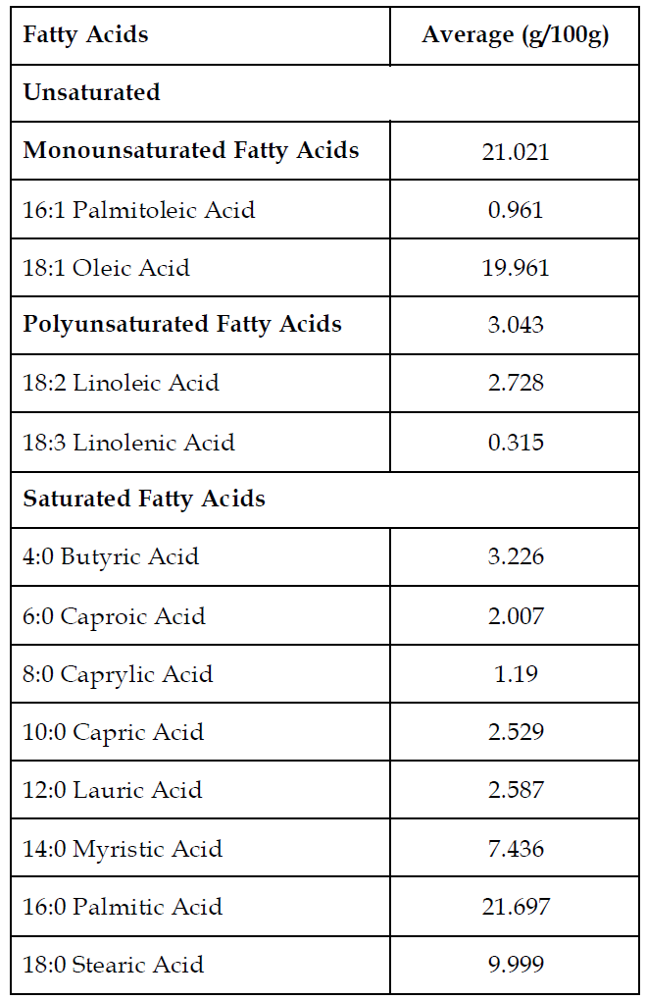 Fatty Acids Average (g/100g)
Unsaturated
Monounsaturated Fatty Acids 21.021
16:1 Palmitoleic Acid 0.961
18:1 Oleic Acid 19.961
Polyunsaturated Fatty Acids 3.043
18:2 Linoleic Acid 2.728
18:3 Linolenic Acid 0.315
Saturated Fatty Acids
4:0 Butyric Acid 3.226
6:0 Caproic Acid 2.007
8:0 Caprylic Acid 1.19
10:0 Capric Acid 2.529
12:0 Lauric Acid 2.587
14:0 Myristic Acid 7.436
16:0 Palmitic Acid 21.697
18:0 Stearic Acid 9.999